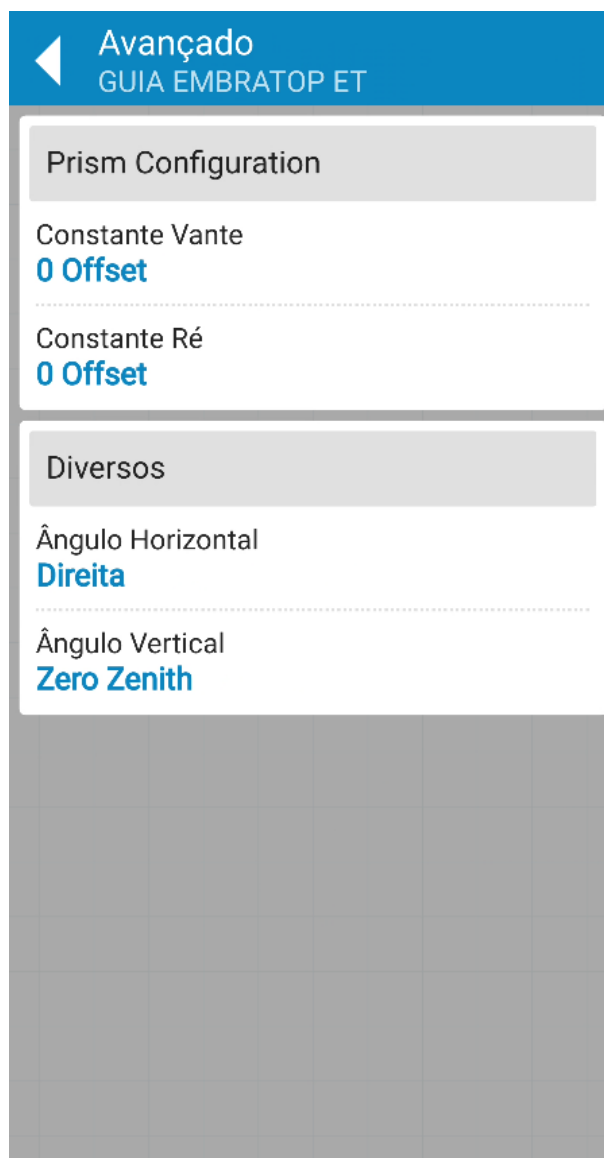 Avançado
GUIA EMBRATOP ET
Prism Configuration
Constante Vante
0 Offset
Constante Ré
0 Offset
Diversos
Ângulo Horizontal
Direita
Ângulo Vertical
Zero Zenith